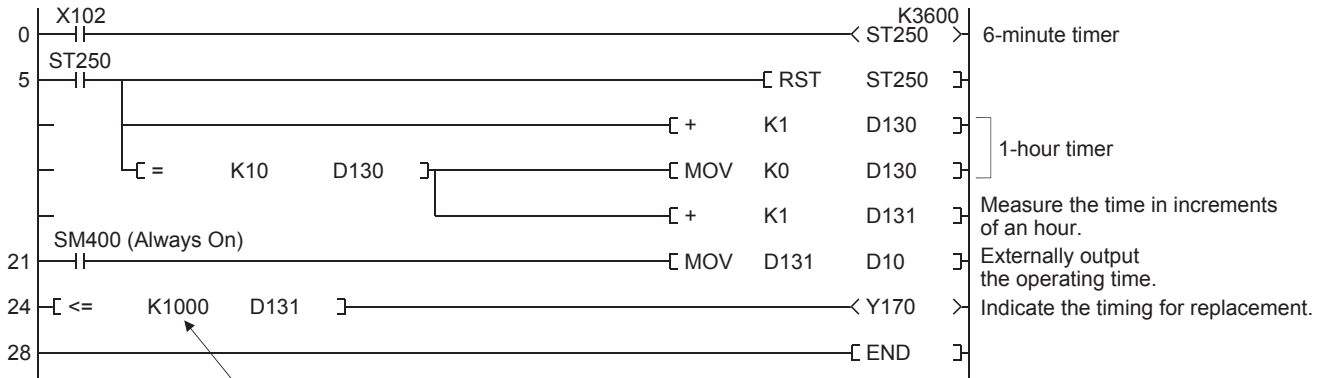 X102 K3600
0 ST250 6-minute timer
ST250
5 RST ST250
+ K1 D130
1-hour timer
= K10 D130 MOV K0 D130
+ K1 D131 Measure the time in increments
of an hour.
SM400 (Always On)
21 MOV D131 D10 Externally output
the operating time.
24 <= K1000 D131 Y170 Indicate the timing for replacement.
28 END